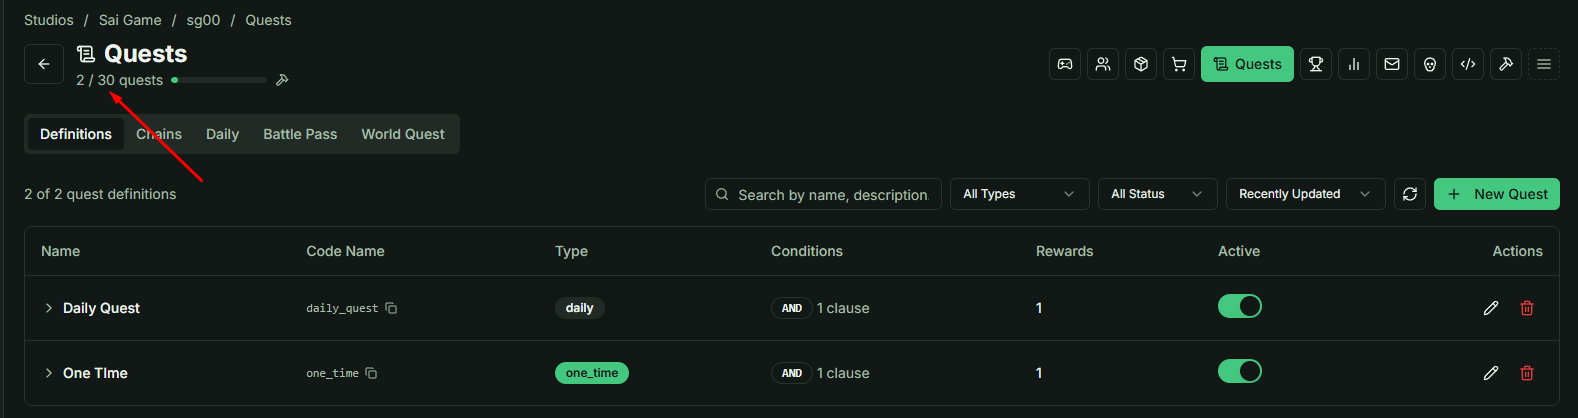 Studios / Sai Game / sg00 / Quests
Quests
2 / 30 quests
Quests
Definitions Chains Daily Battle Pass World Quest
2 of 2 quest definitions
Search by name, description.
All Types
All Status
Recently Updated
+ New Quest
Name Code Name Type Conditions Rewards Active Actions
Daily Quest daily_quest daily AND 1 clause 1
One TIme one_time one_time AND 1 clause 1